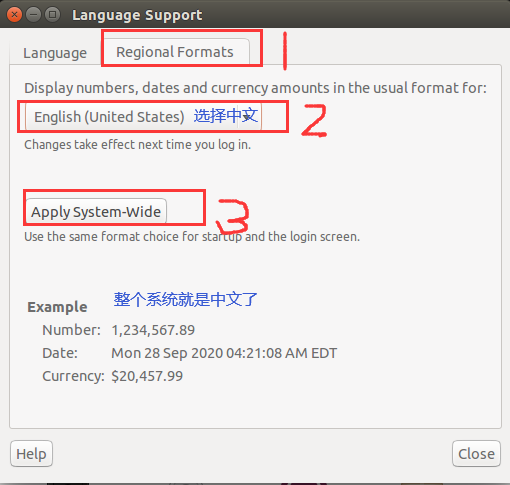 Language Support
Language
Regional Formats
1
Display numbers, dates and currency amounts in the usual format for:
English (United States) 选择中文
2
Changes take effect next time you log in.
Apply System-Wide
3
Use the same format choice for startup and the login screen.
整个系统就是中文了
Example
Number: 1,234,567.89
Date: Mon 28 Sep 2020 04:21:08 AM EDT
Currency: $20,457.99
Help
Close